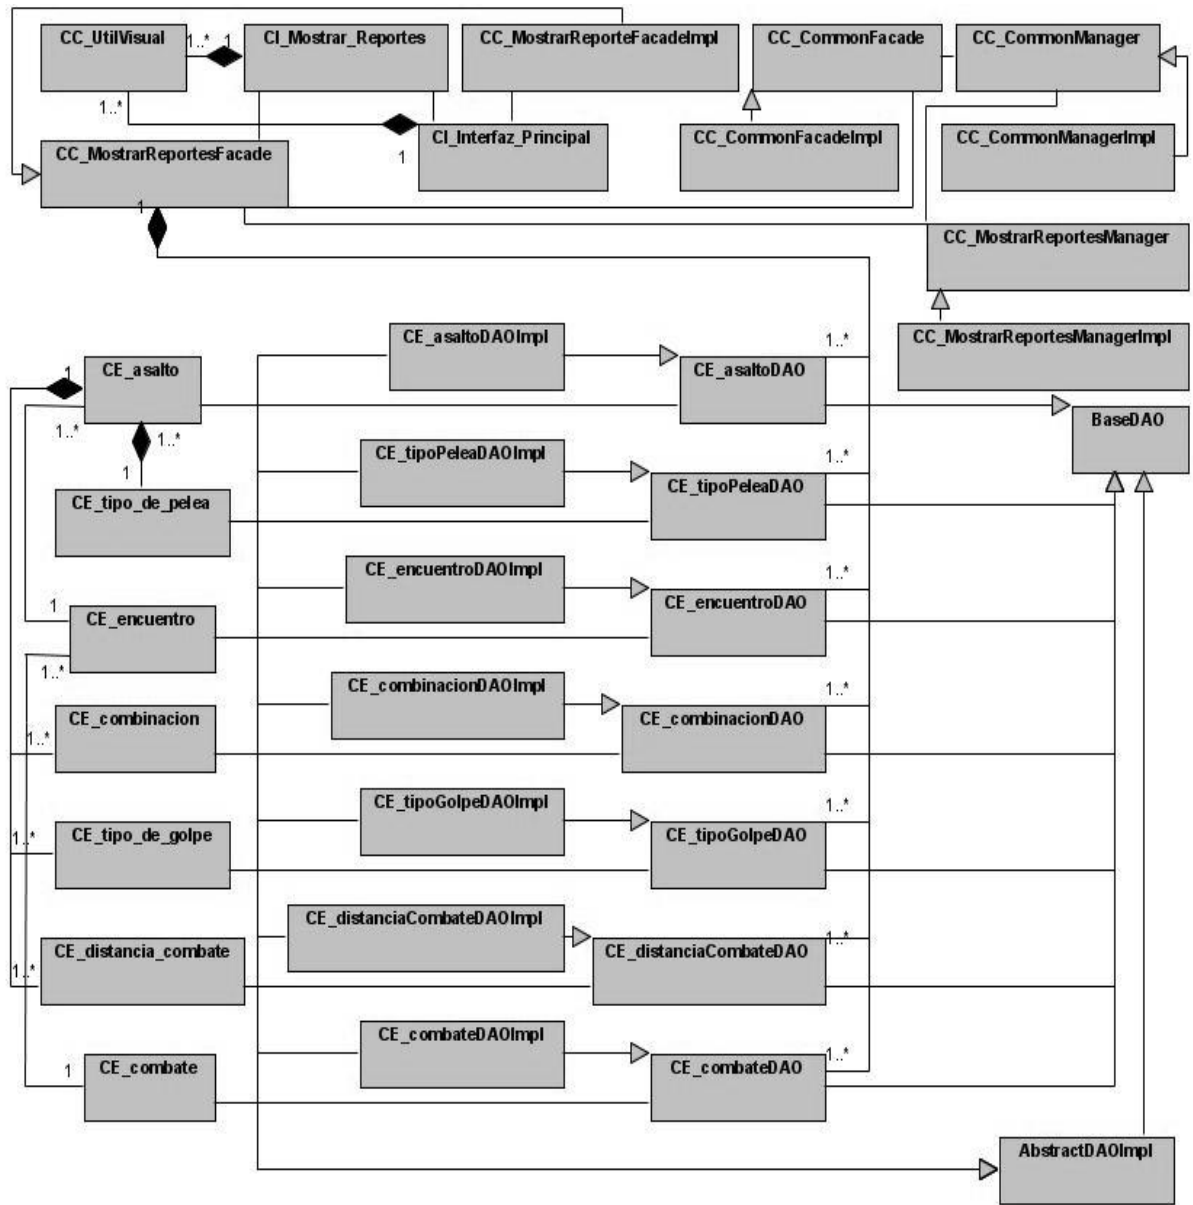 CC_UtilVisual
1..*
1
CI_Mostrar_Reportes
CC_MostrarReporteFacadeImpl
CC_CommonFacade
CC_CommonManager
1..*
1
CI_Interfaz_Principal
CC_CommonFacadeImpl
CC_CommonManagerImpl
CC_MostrarReportesFacade
1
CC_MostrarReportesManager
CC_MostrarReportesManagerImpl
CE_asaltoDAOImpl
1..*
CE_asaltoDAO
1
CE_asalto
BaseDAO
1..*
1..*
1
CE_tipoPeleaDAOImpl
1..*
CE_tipoPeleaDAO
CE_tipo_de_pelea
CE_encuentroDAOImpl
1..*
CE_encuentroDAO
1
CE_encuentro
1..*
CE_combinacionDAOImpl
1..*
CE_combinacionDAO
CE_combinacion
1..*
CE_tipoGolpeDAOImpl
1..*
CE_tipoGolpeDAO
CE_tipo_de_golpe
1..*
CE_distanciaCombateDAOImpl
1..*
CE_distanciaCombateDAO
CE_distáncia_combate
1..*
CE_combateDAOImpl
1..*
CE_combateDAO
1
CE_combate
AbstractDAOImpl